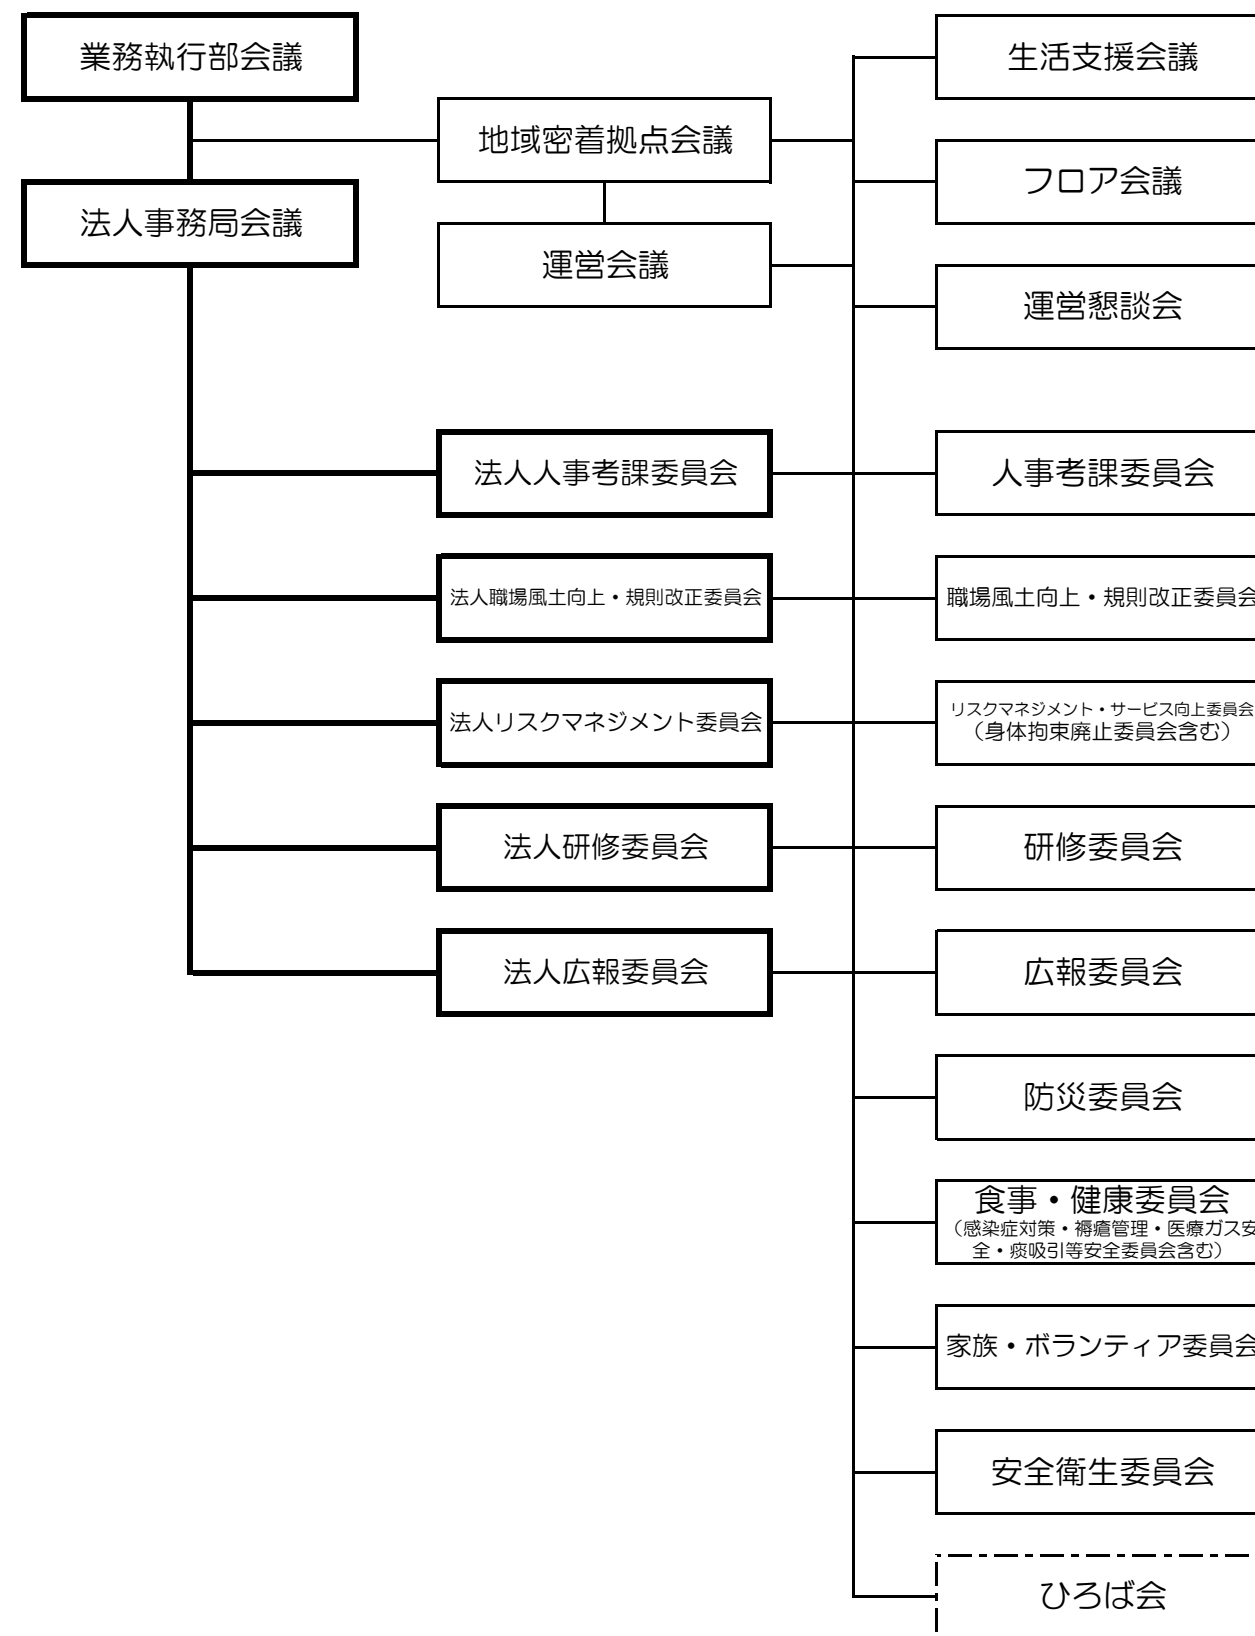 業務執行部会議
法人事務局会議
地域密着拠点会議
運営会議
法人人事考課委員会
法人職場風土向上・規則改正委員会
法人リスクマネジメント委員会
法人研修委員会
法人広報委員会
生活支援会議
フロア会議
運営懇談会
人事考課委員会
職場風土向上・規則改正委員会
リスクマネジメント・サービス向上委員会
（身体拘束廃止委員会含む）
研修委員会
広報委員会
防災委員会
食事・健康委員会
（感染症対策・褥瘡管理・医療ガス安
全・痰吸引等安全委員会含む）
家族・ボランティア委員会
安全衛生委員会
ひろば会